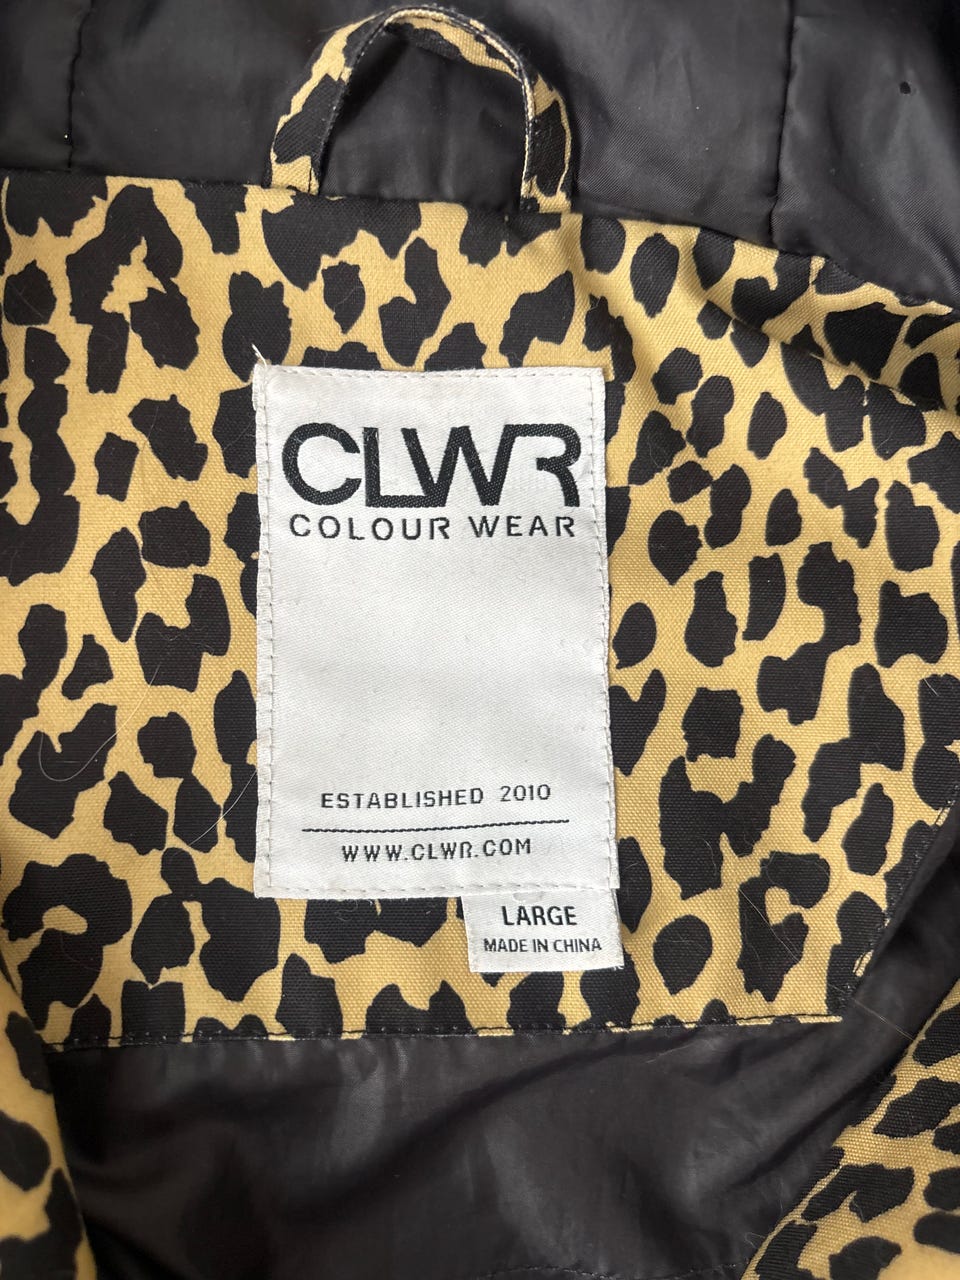 CLWR
COLOUR WEAR
ESTABLISHED 2010
WWW.CLWR.COM
LARGE
MADE IN CHINA